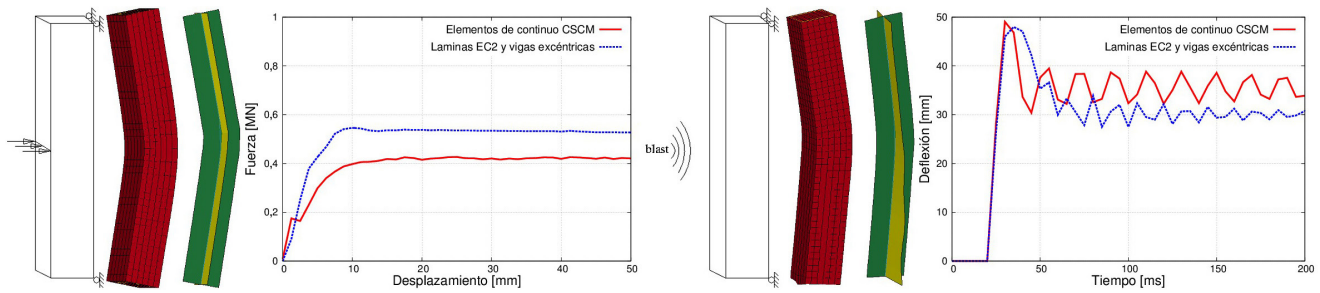 Elementos de continuo CSCM
Laminas EC2 y vigas excéntricas
Fuerza [MN]
1
0,8
0,6
0,4
0,2
0
0 10 20 30 40 50
Desplazamiento [mm]
blast
Elementos de continuo CSCM
Laminas EC2 y vigas excéntricas
Deflexión [mm]
50
40
30
20
10
0
0 50 100 150 200
Tiempo [ms]